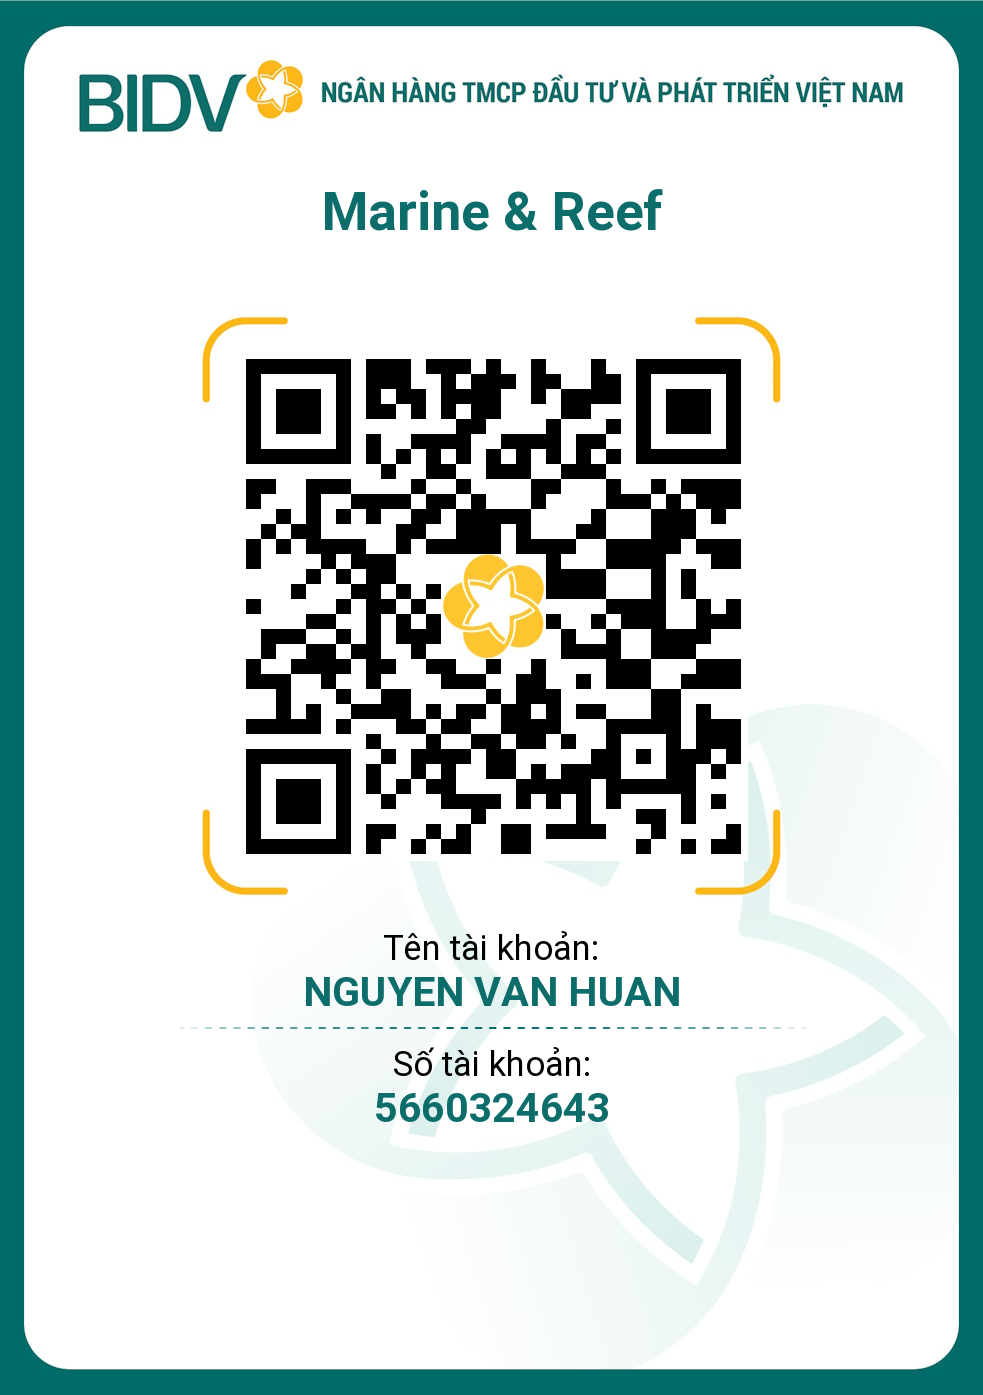 BIDV NGÂN HÀNG TMCP ĐẦU TƯ VÀ PHÁT TRIỂN VIỆT NAM
Marine & Reef
Tên tài khoản:
NGUYEN VAN HUAN
Số tài khoản:
5660324643